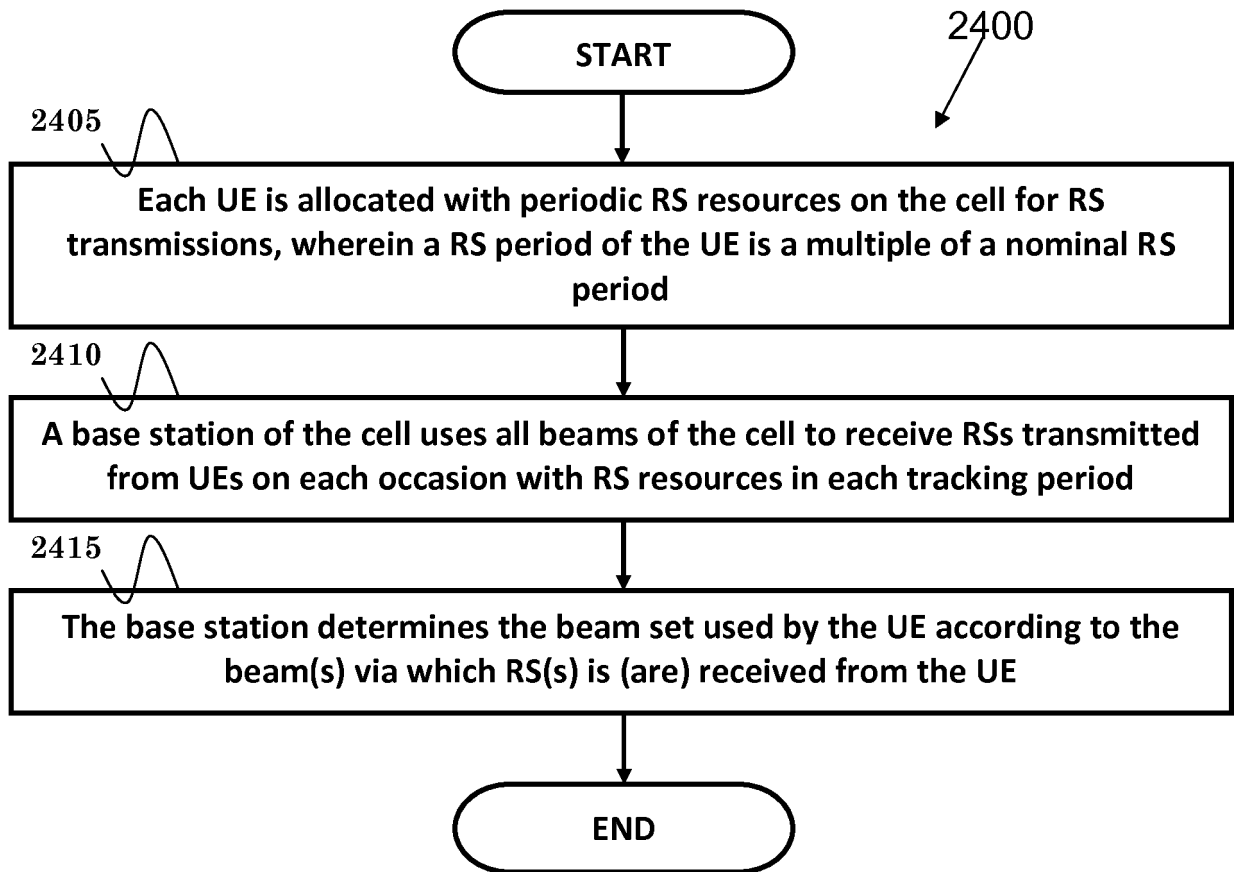 START
2400
2405
Each UE is allocated with periodic RS resources on the cell for RS
transmissions, wherein a RS period of the UE is a multiple of a nominal RS
period
2410
A base station of the cell uses all beams of the cell to receive RSs transmitted
from UEs on each occasion with RS resources in each tracking period
2415
The base station determines the beam set used by the UE according to the
beam(s) via which RS(s) is (are) received from the UE
END